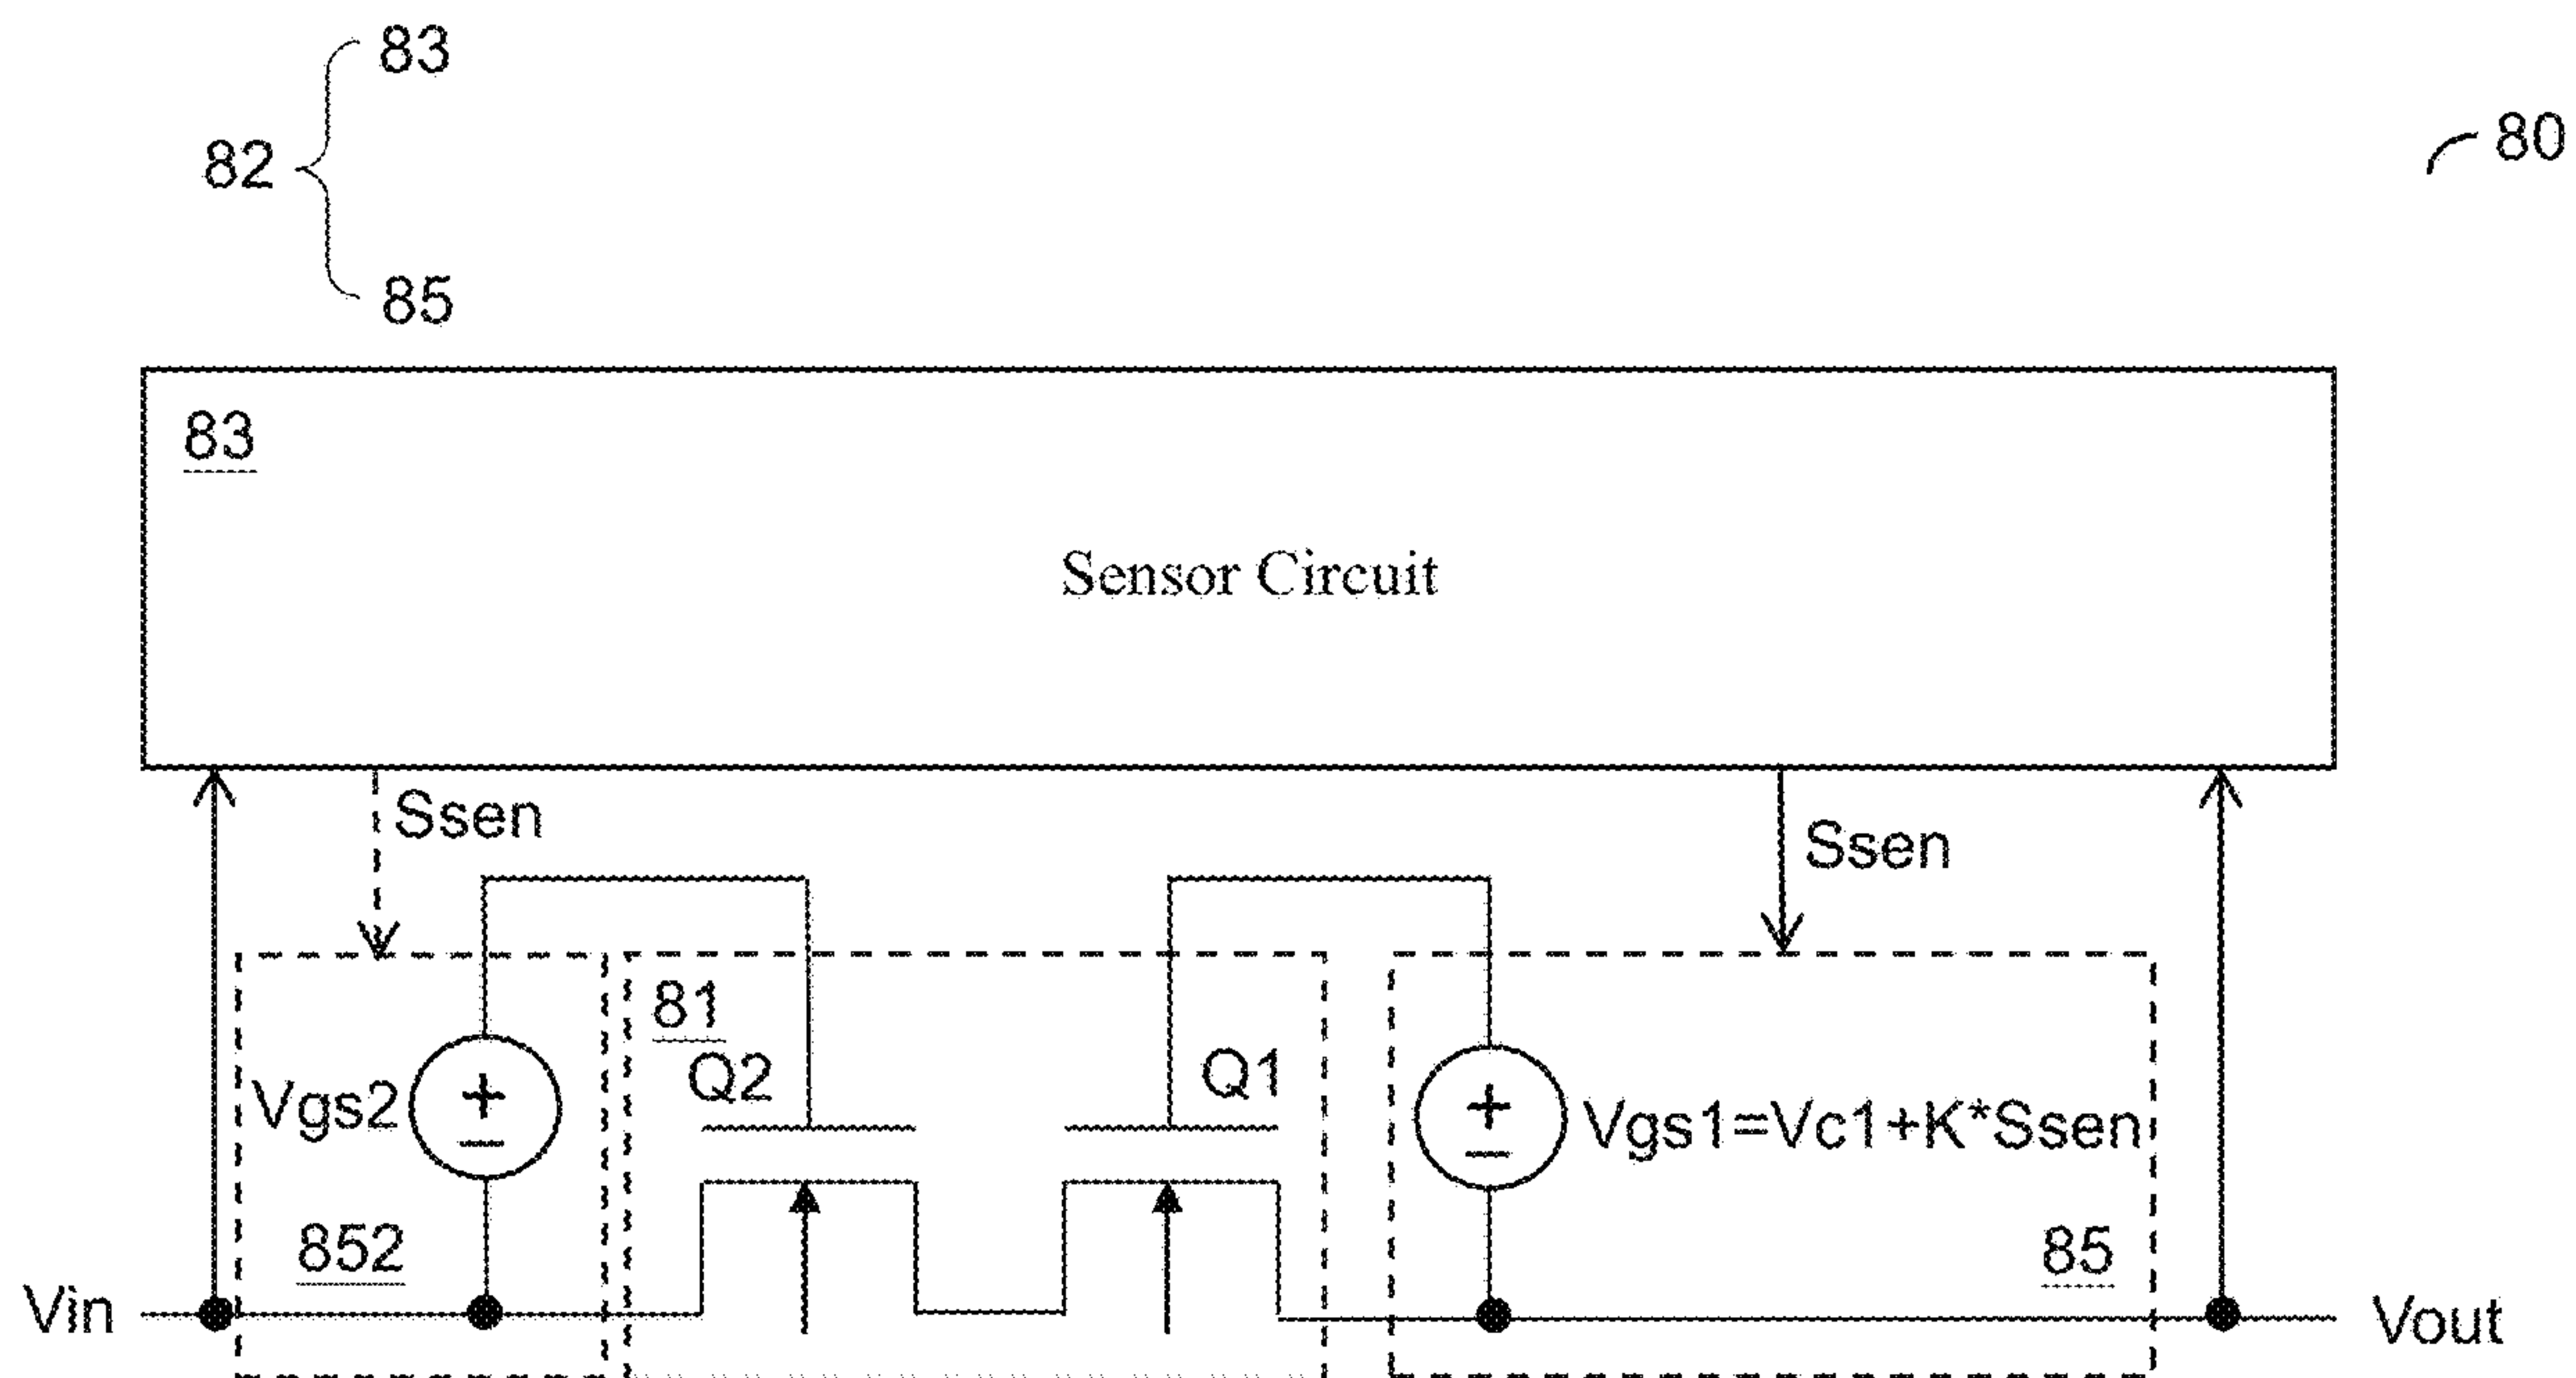 83
82
80
85
83
Sensor Circuit
Ssen
Ssen
81
Q2
Q1
Vgs2
+
−
+
−
Vgs1=Vc1+K*Ssen
852
85
Vin
Vout